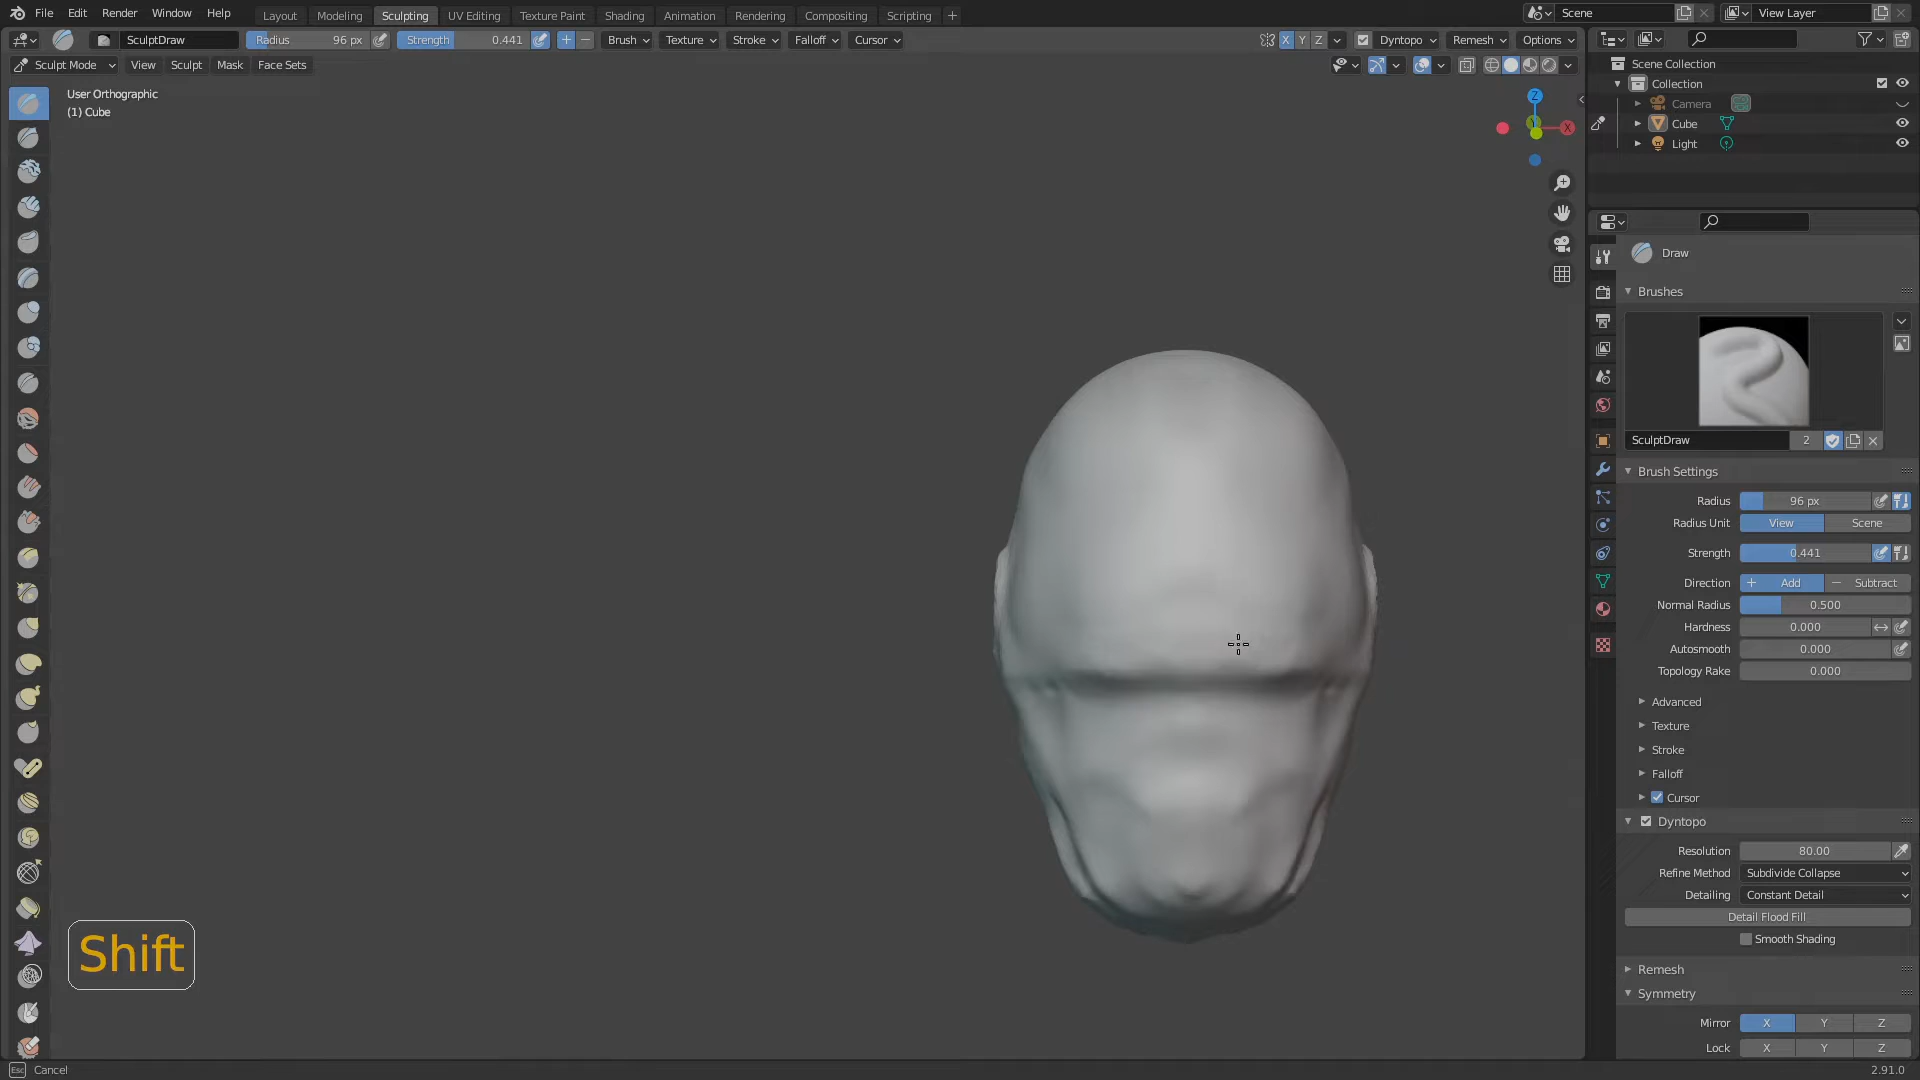 File Edit Render Window Help Layout Modeling Sculpting UV Editing Texture Paint Shading Animation Rendering Compositing Scripting + Scene View Layer
SculptDraw Radius 96 px Strength 0.441 + − Brush Texture Stroke Falloff Cursor X Y Z Dyntopo Remesh Options
Sculpt Mode View Sculpt Mask Face Sets
User Orthographic
(1) Cube
Z
X
Scene Collection
Collection
Camera
Cube
Light
Draw
Brushes
SculptDraw 2
Brush Settings
Radius 96 px
Radius Unit View Scene
Strength 0.441
Direction + Add − Subtract
Normal Radius 0.500
Hardness 0.000
Autosmooth 0.000
Topology Rake 0.000
Advanced
Texture
Stroke
Falloff
Cursor
Dyntopo
Resolution 80.00
Refine Method Subdivide Collapse
Detailing Constant Detail
Detail Flood Fill
Smooth Shading
Remesh
Symmetry
Mirror X Y Z
Lock X Y Z
Shift
Esc Cancel 2.91.0